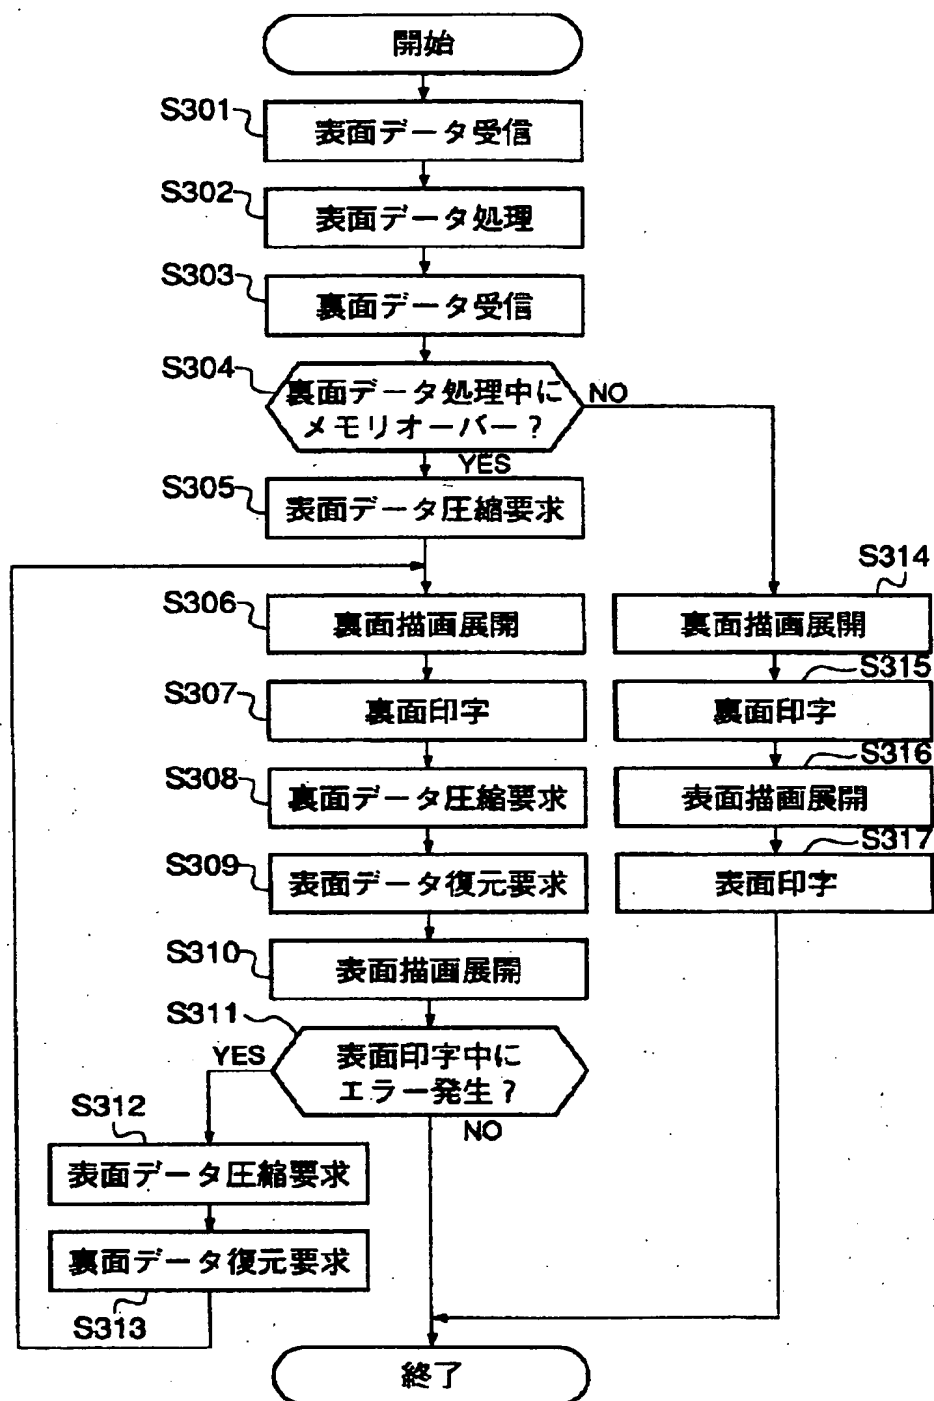 開始
S301
表面データ受信
S302
表面データ処理
S303
裏面データ受信
S304
裏面データ処理中に
メモリオーバー?
NO
YES
S305
表面データ圧縮要求
S306
裏面描画展開
S307
裏面印字
S308
裏面データ圧縮要求
S309
表面データ復元要求
S310
表面描画展開
S311
表面印字中に
エラー発生?
YES
NO
S312
表面データ圧縮要求
裏面データ復元要求
S313
S314
裏面描画展開
S315
裏面印字
S316
表面描画展開
S317
表面印字
終了